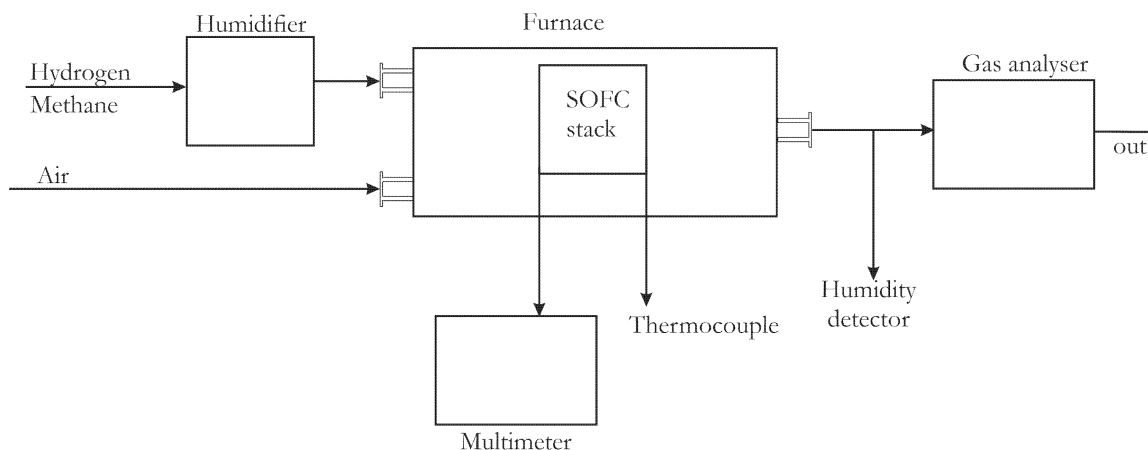 Humidifier
Furnace
Hydrogen
Methane
SOFC
stack
Gas analyser
out
Air
Humidity
detector
Thermocouple
Multimeter